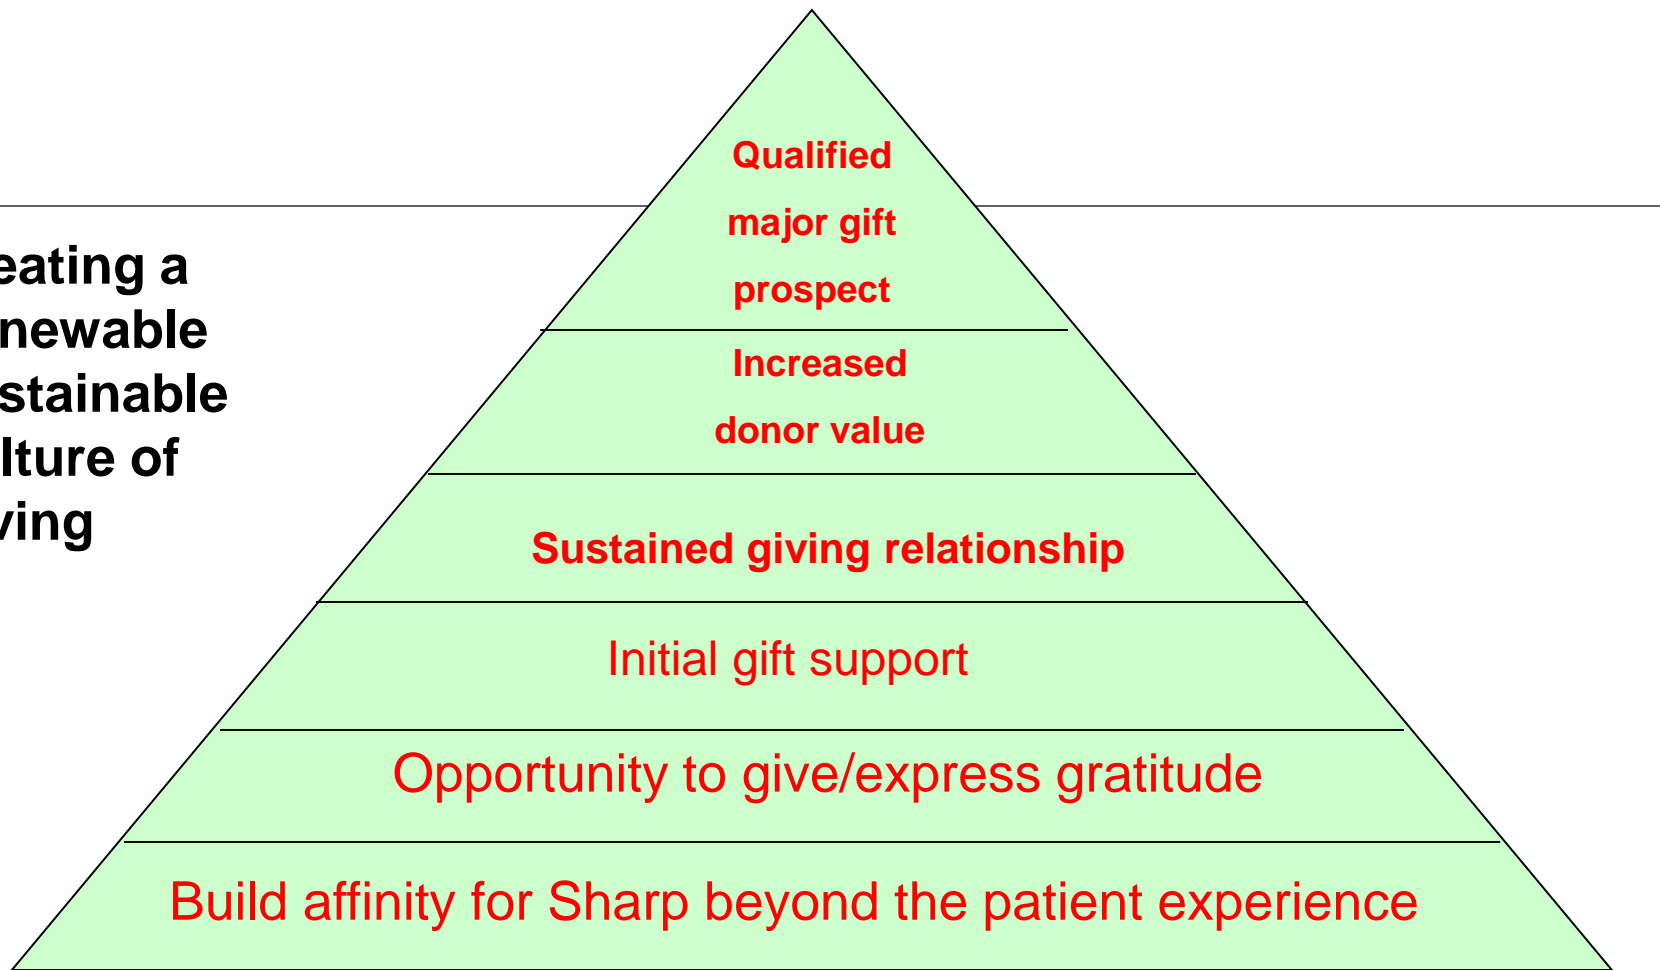 Qualified
major gift
prospect
eating a
newable
stainable
lture of
ving
Increased
donor value
Sustained giving relationship
Initial gift support
Opportunity to give/express gratitude
Build affinity for Sharp beyond the patient experience